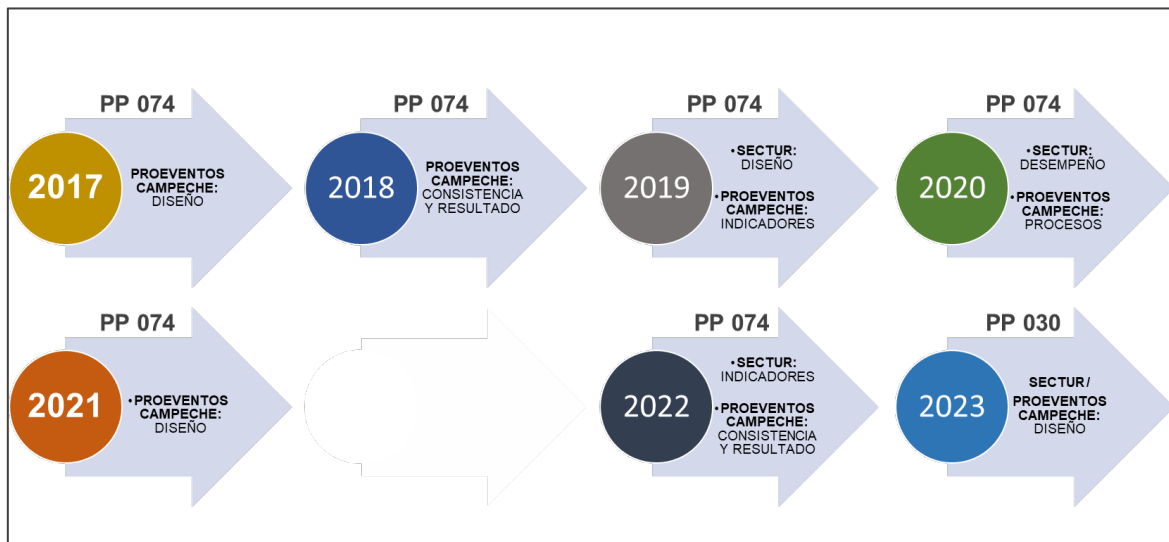 PP 074
2017
PROEVENTOS
CAMPECHE:
DISEÑO
PP 074
2018
PROEVENTOS
CAMPECHE:
CONSISTENCIA
Y RESULTADO
PP 074
2019
•SECTUR:
DISEÑO
•PROEVENTOS
CAMPECHE:
INDICADORES
PP 074
2020
•SECTUR:
DESEMPEÑO
•PROEVENTOS
CAMPECHE:
PROCESOS
PP 074
2021
•PROEVENTOS
CAMPECHE:
DISEÑO
PP 074
2022
•SECTUR:
INDICADORES
•PROEVENTOS
CAMPECHE:
CONSISTENCIA
Y RESULTADO
PP 030
2023
SECTUR/
PROEVENTOS
CAMPECHE:
DISEÑO